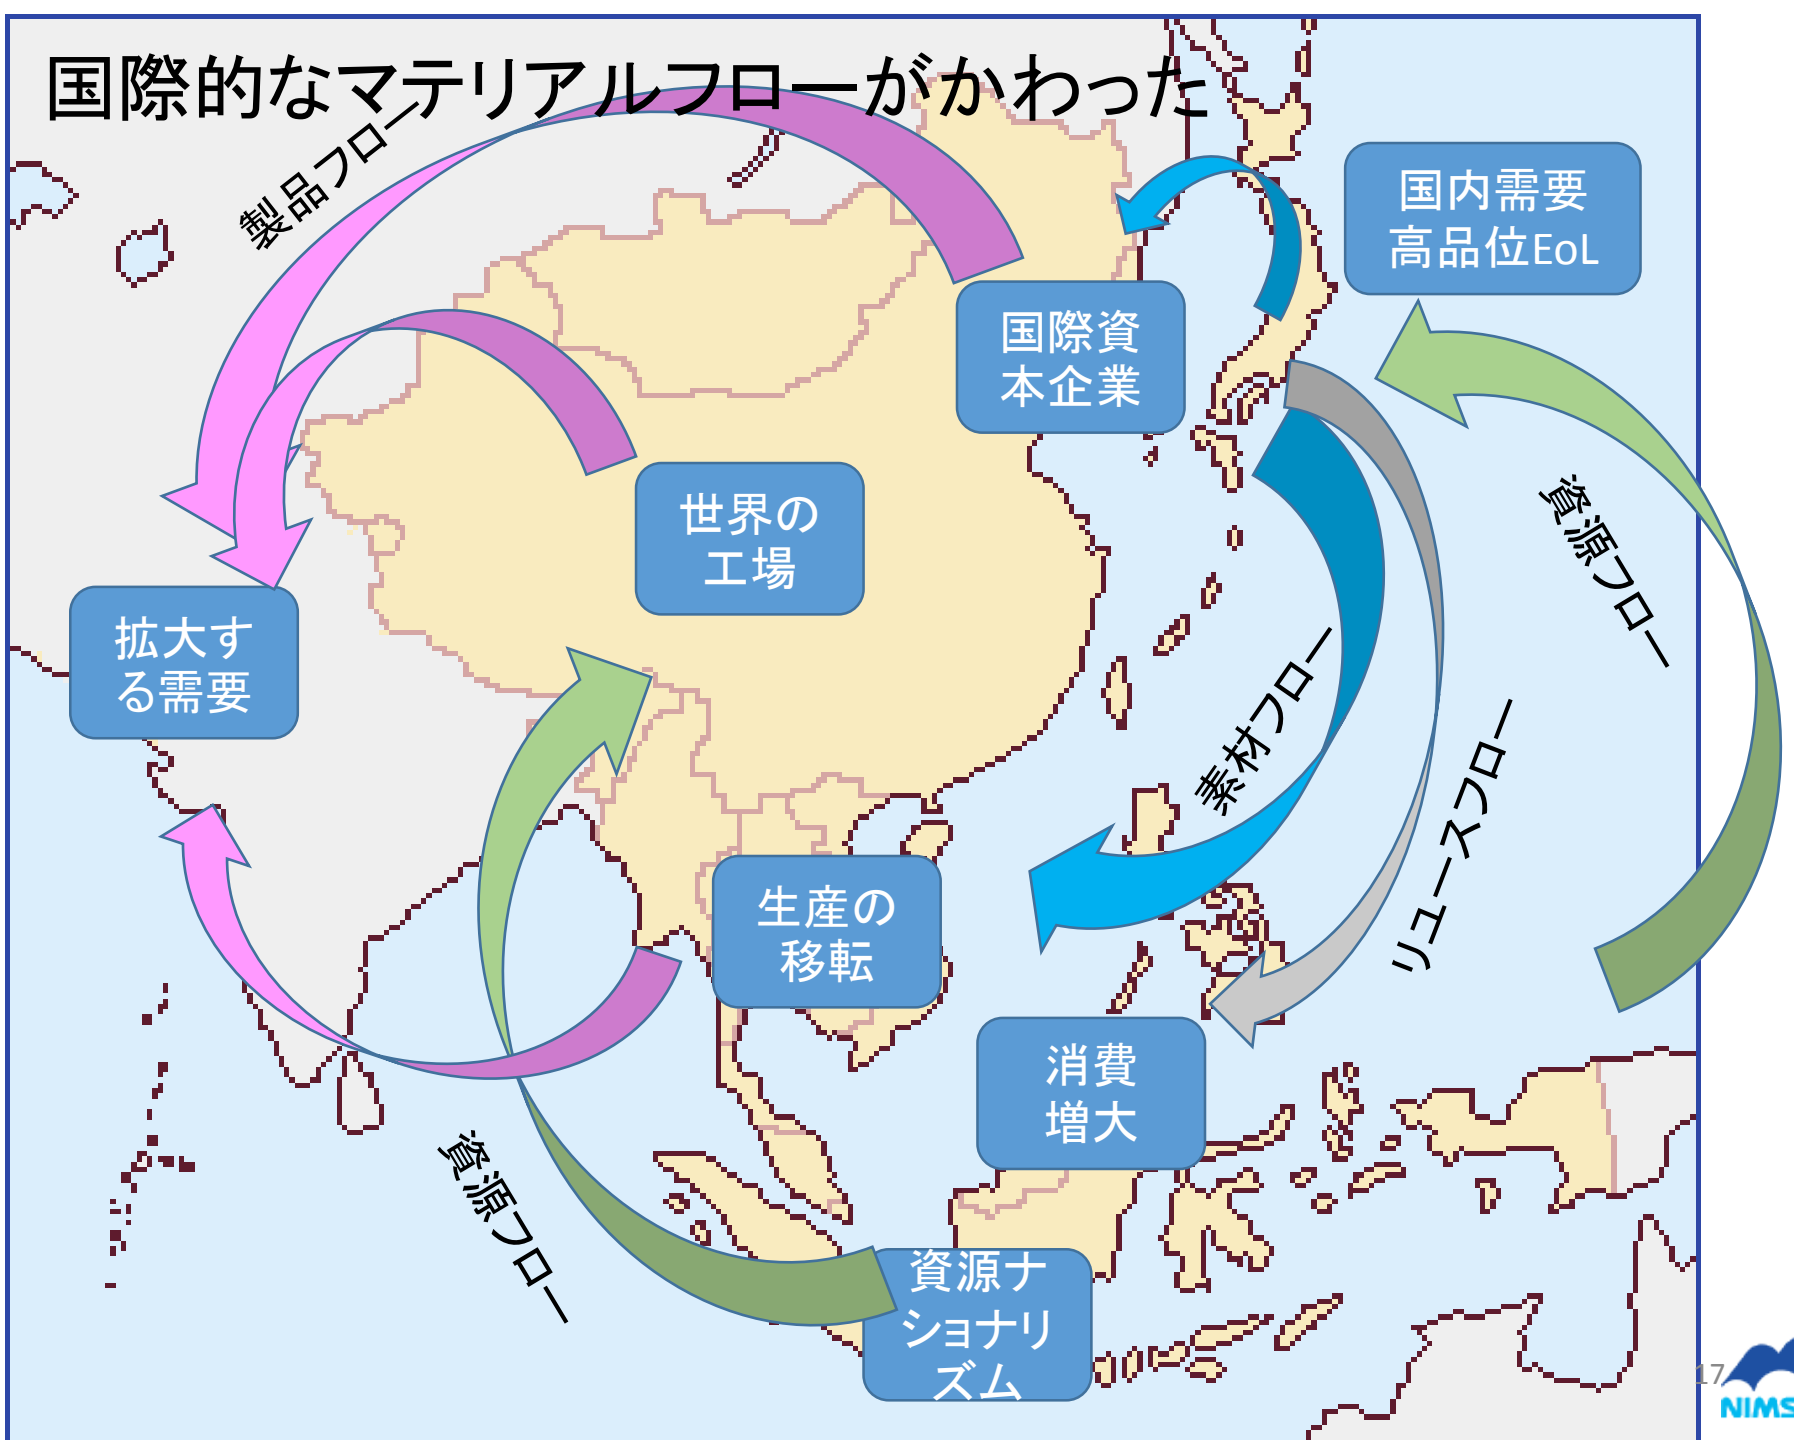 国際的なマテリアルフローがかわった
製品フロー
国内需要
高品位EoL
国際資
本企業
世界の
工場
資源フロー
拡大す
る需要
素材フロー
リユースフロー
生産の
移転
消費
増大
資源フロー
資源ナ
ショナリ
ズム
17
NIMS